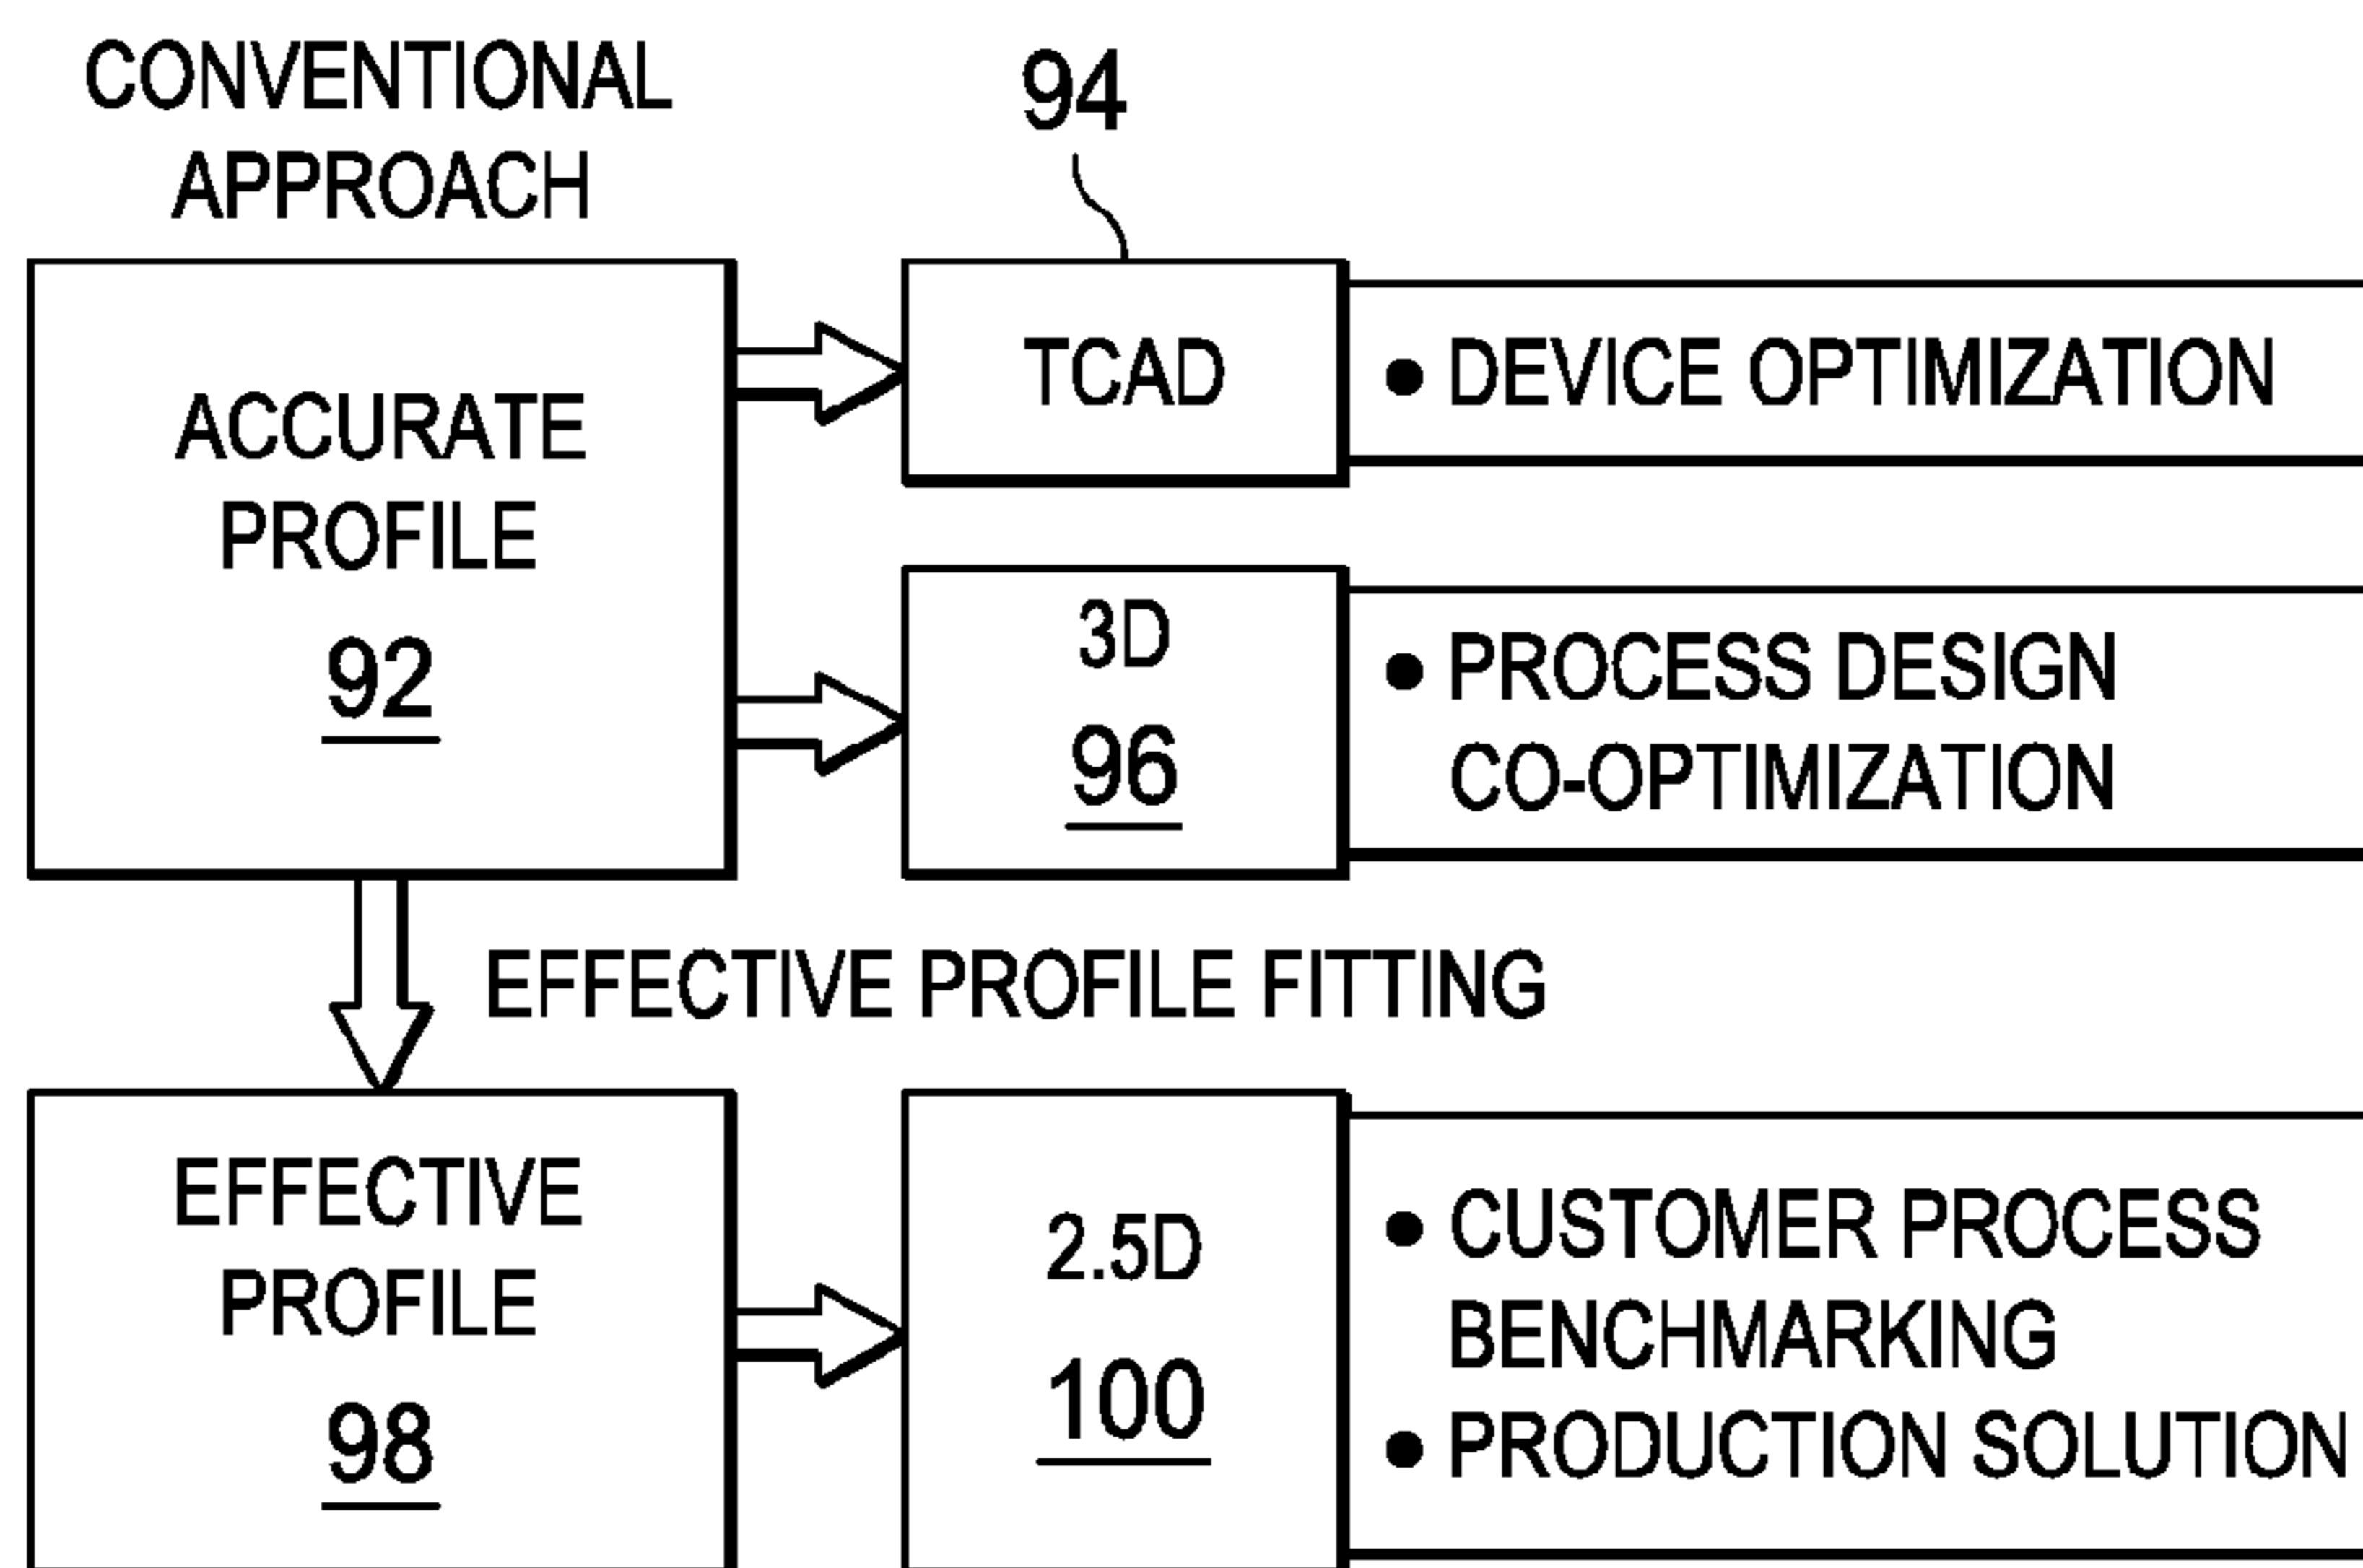 CONVENTIONAL
APPROACH
94
ACCURATE
PROFILE
92
TCAD
• DEVICE OPTIMIZATION
3D
96
• PROCESS DESIGN
CO-OPTIMIZATION
EFFECTIVE PROFILE FITTING
EFFECTIVE
PROFILE
98
2.5D
100
• CUSTOMER PROCESS
BENCHMARKING
• PRODUCTION SOLUTION